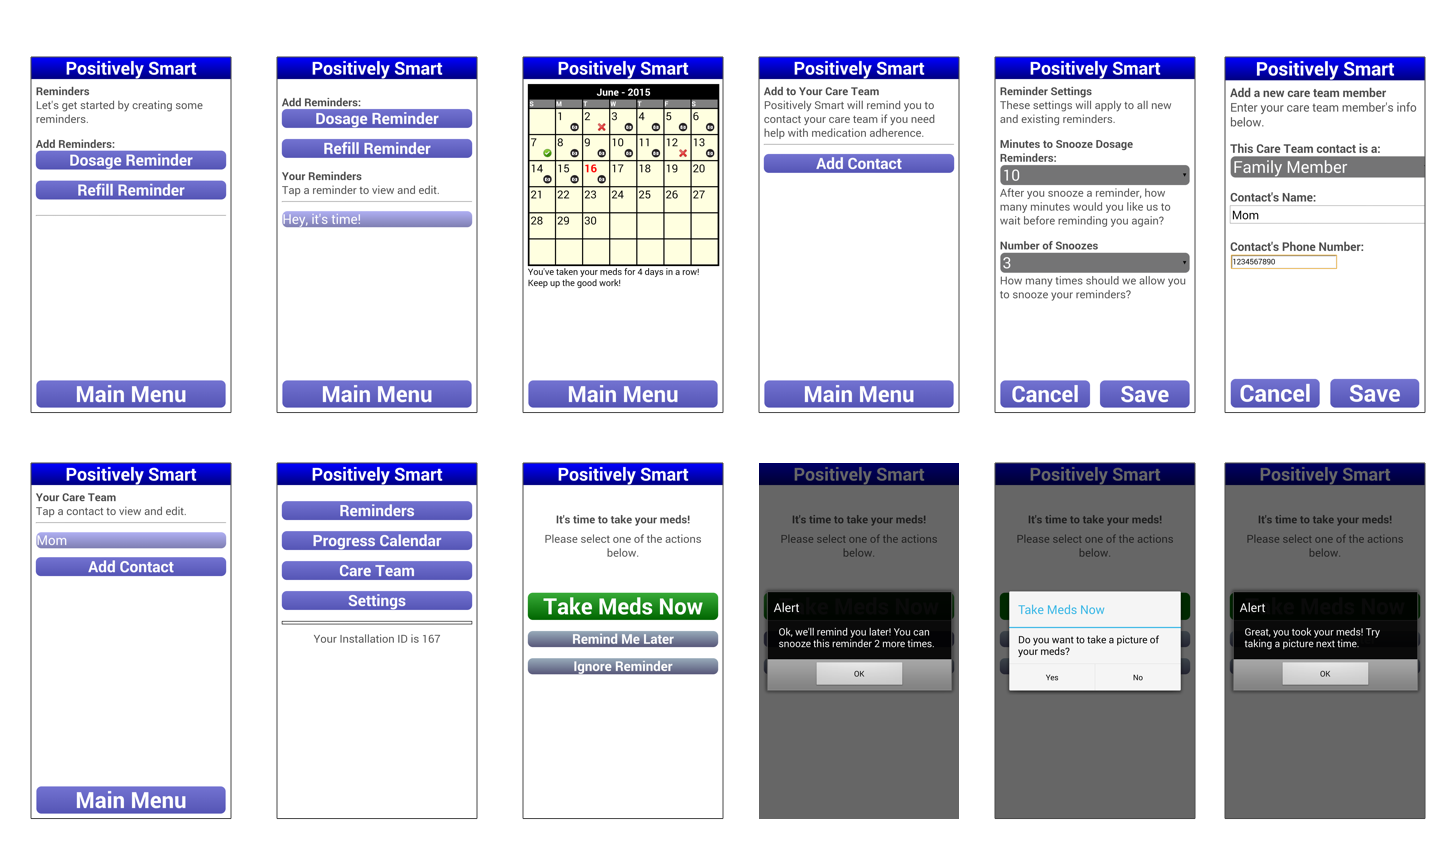 Positively Smart
Reminders
Let's get started by creating some
reminders.
Add Reminders:
Dosage Reminder
Refill Reminder
Main Menu
Positively Smart
Add Reminders:
Dosage Reminder
Refill Reminder
Your Reminders
Tap a reminder to view and edit.
Hey, it's time!
Main Menu
Positively Smart
June - 2015
S M T W T F S
1 2 3 4 5 6
7 8 9 10 11 12 13
14 15 16 17 18 19 20
21 22 23 24 25 26 27
28 29 30
You've taken your meds for 4 days in a row!
Keep up the good work!
Main Menu
Positively Smart
Add to Your Care Team
Positively Smart will remind you to
contact your care team if you need
help with medication adherence.
Add Contact
Main Menu
Positively Smart
Reminder Settings
These settings will apply to all new
and existing reminders.
Minutes to Snooze Dosage
Reminders:
10
After you snooze a reminder, how
many minutes would you like us to
wait before reminding you again?
Number of Snoozes
3
How many times should we allow you
to snooze your reminders?
Cancel Save
Positively Smart
Add a new care team member
Enter your care team member's info
below.
This Care Team contact is a:
Family Member
Contact's Name:
Mom
Contact's Phone Number:
1234567890
Cancel Save
Positively Smart
Your Care Team
Tap a contact to view and edit.
Mom
Add Contact
Main Menu
Positively Smart
Reminders
Progress Calendar
Care Team
Settings
Your Installation ID is 167
Positively Smart
It's time to take your meds!
Please select one of the actions
below.
Take Meds Now
Remind Me Later
Ignore Reminder
Positively Smart
It's time to take your meds!
Please select one of the actions
below.
Take Meds Now
Alert
Ok, we'll remind you later! You can
snooze this reminder 2 more times.
OK
Positively Smart
It's time to take your meds!
Please select one of the actions
below.
Take Meds Now
Do you want to take a picture of
your meds?
Yes No
Positively Smart
It's time to take your meds!
Please select one of the actions
below.
Take Meds Now
Alert
Great, you took your meds! Try
taking a picture next time.
OK